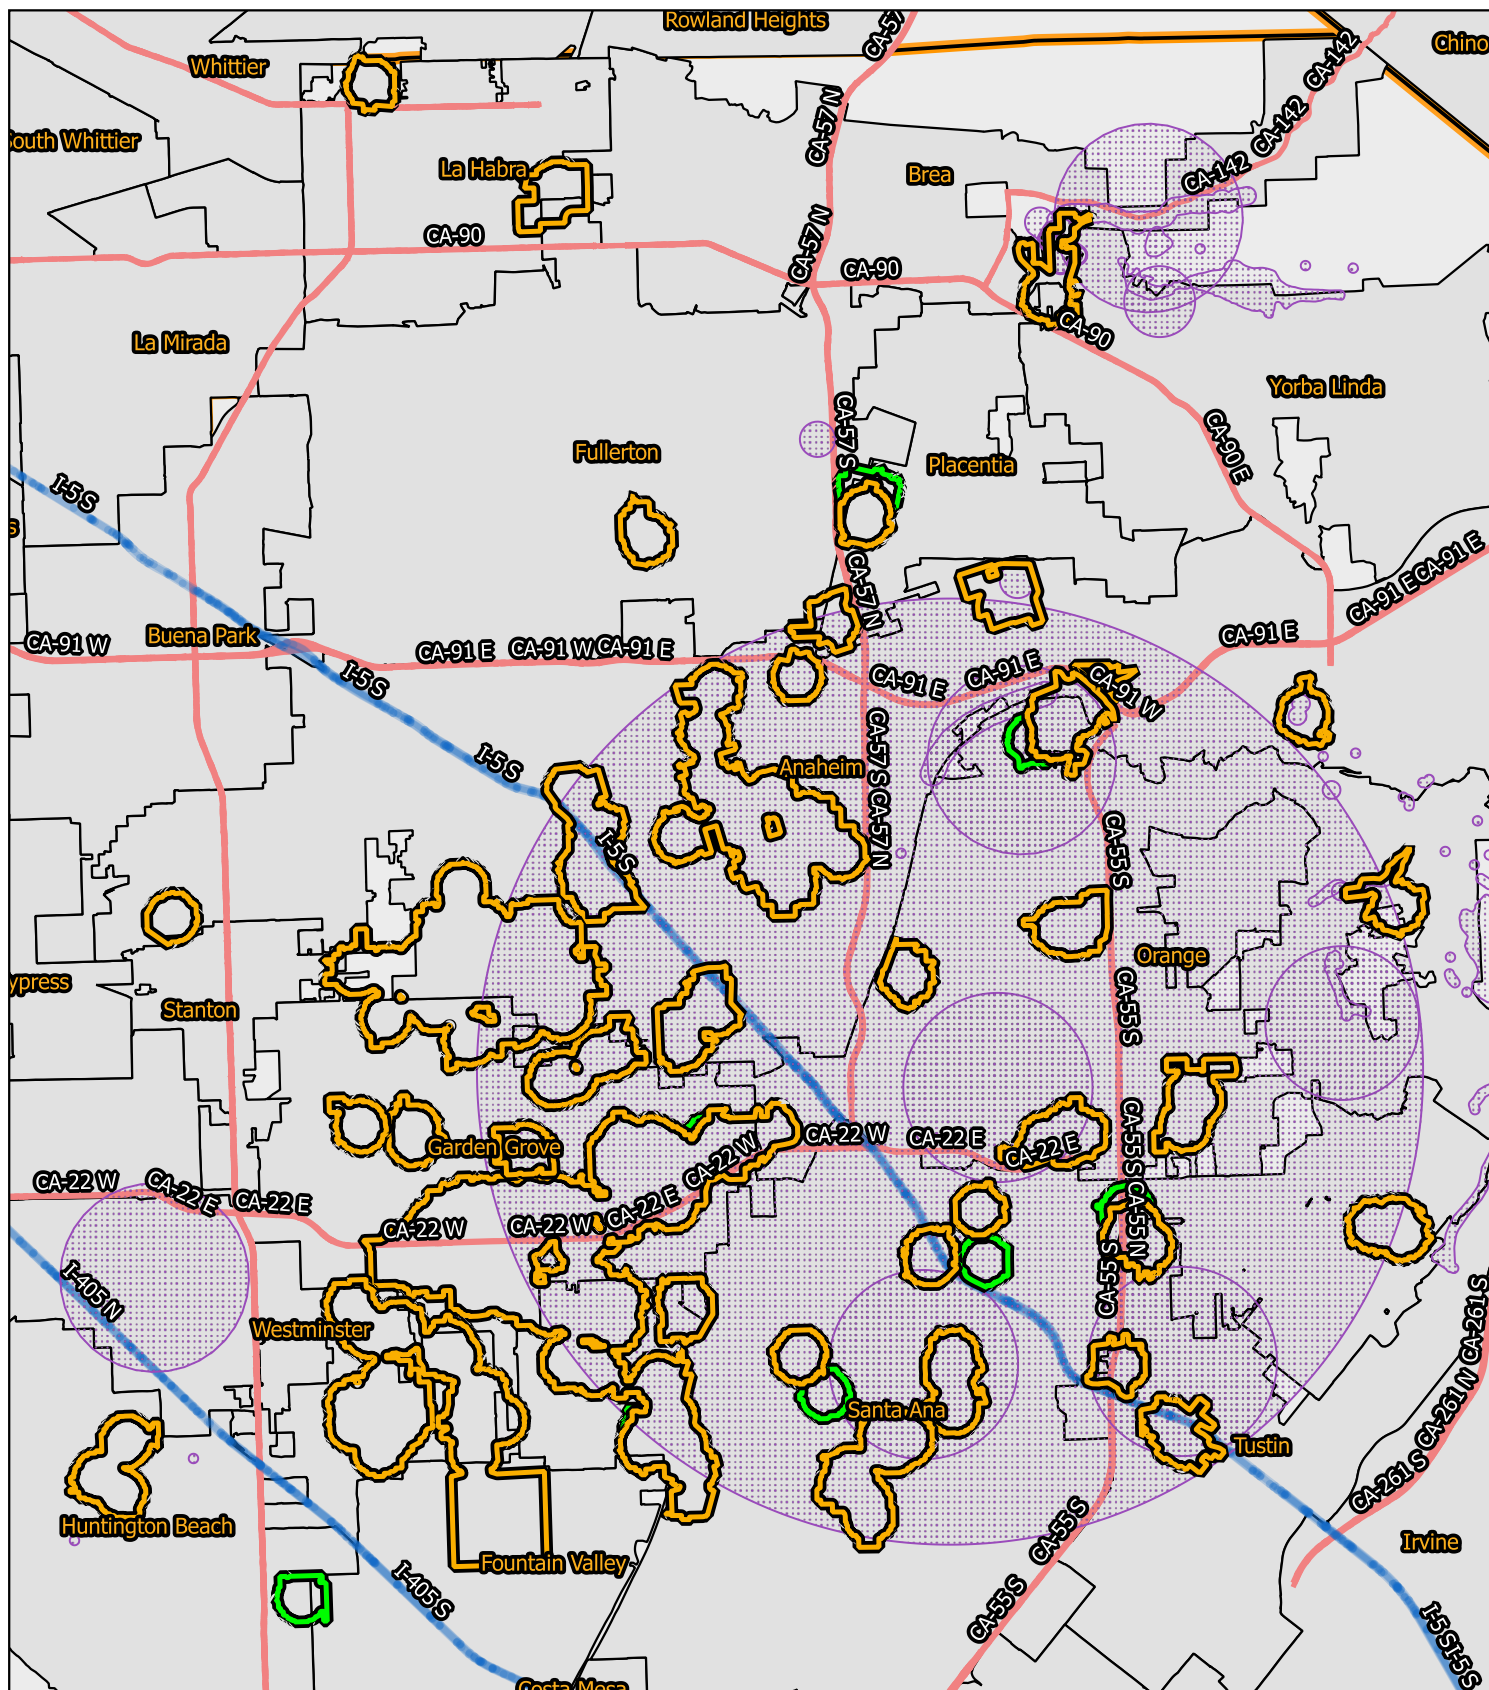 Rowland Heights
CA-57
CA-142
Chino
Whittier
CA-57 N
CA-142
South Whittier
La Habra
Brea
CA-142
CA-90
CA-57 N
CA-90
CA-90
La Mirada
Yorba Linda
CA-57 S
Fullerton
Placentia
CA-90 E
I-5 S
s
CA-57 N
CA-91 E
CA-91 E
Buena Park
CA-91 W
CA-91 E
CA-91 W
CA-91 E
CA-91 E
I-5 S
CA-91 E
CA-91 E
CA-91 W
I-5 S
Anaheim
CA-57 S
CA-57 N
I-5 S
CA-55 S
Orange
ypress
Stanton
CA-55 S
Garden Grove
CA-22 W
CA-22 E
CA-22 E
CA-22 W
CA-55 S
CA-22 W
CA-22 E
CA-22 E
CA-22 W
CA-22 W
CA-22 E
CA-55 N
CA-55 S
I-405 N
Westminster
CA-261 S
CA-261 N
Santa Ana
Tustin
CA-261 S
Huntington Beach
CA-55 S
Irvine
Fountain Valley
I-405 S
CA-55 S
I-5 S
I-5 S
Costa Mesa